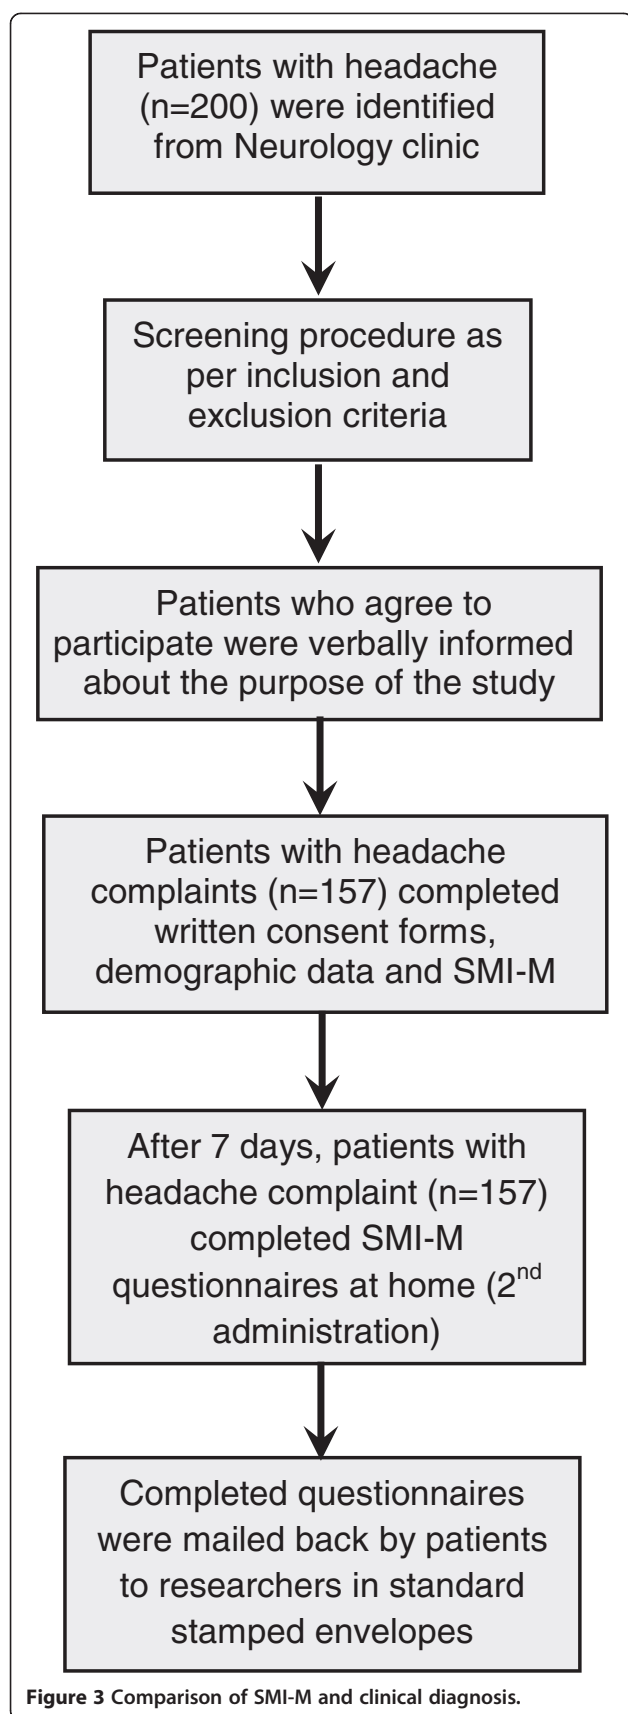 Patients with headache
(n=200) were identified
from Neurology clinic
Screening procedure as
per inclusion and
exclusion criteria
Patients who agree to
participate were verbally informed
about the purpose of the study
Patients with headache
complaints (n=157) completed
written consent forms,
demographic data and SMI-M
After 7 days, patients with
headache complaint (n=157)
completed SMI-M
questionnaires at home (2nd
administration)
Completed questionnaires
were mailed back by patients
to researchers in standard
stamped envelopes
Figure 3 Comparison of SMI-M and clinical diagnosis.